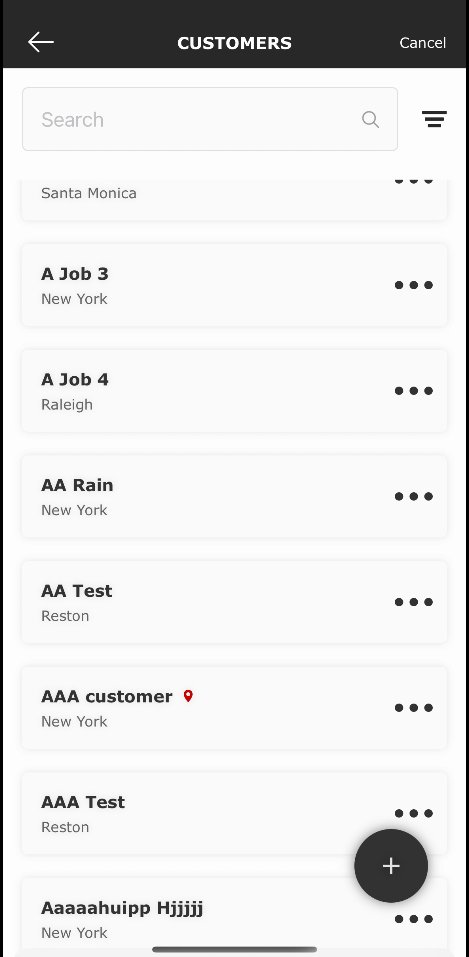 CUSTOMERS
Cancel
Search
Santa Monica
A Job 3
New York
A Job 4
Raleigh
AA Rain
New York
AA Test
Reston
AAA customer
New York
AAA Test
Reston
Aaaaahuipp Hjjjjj
New York